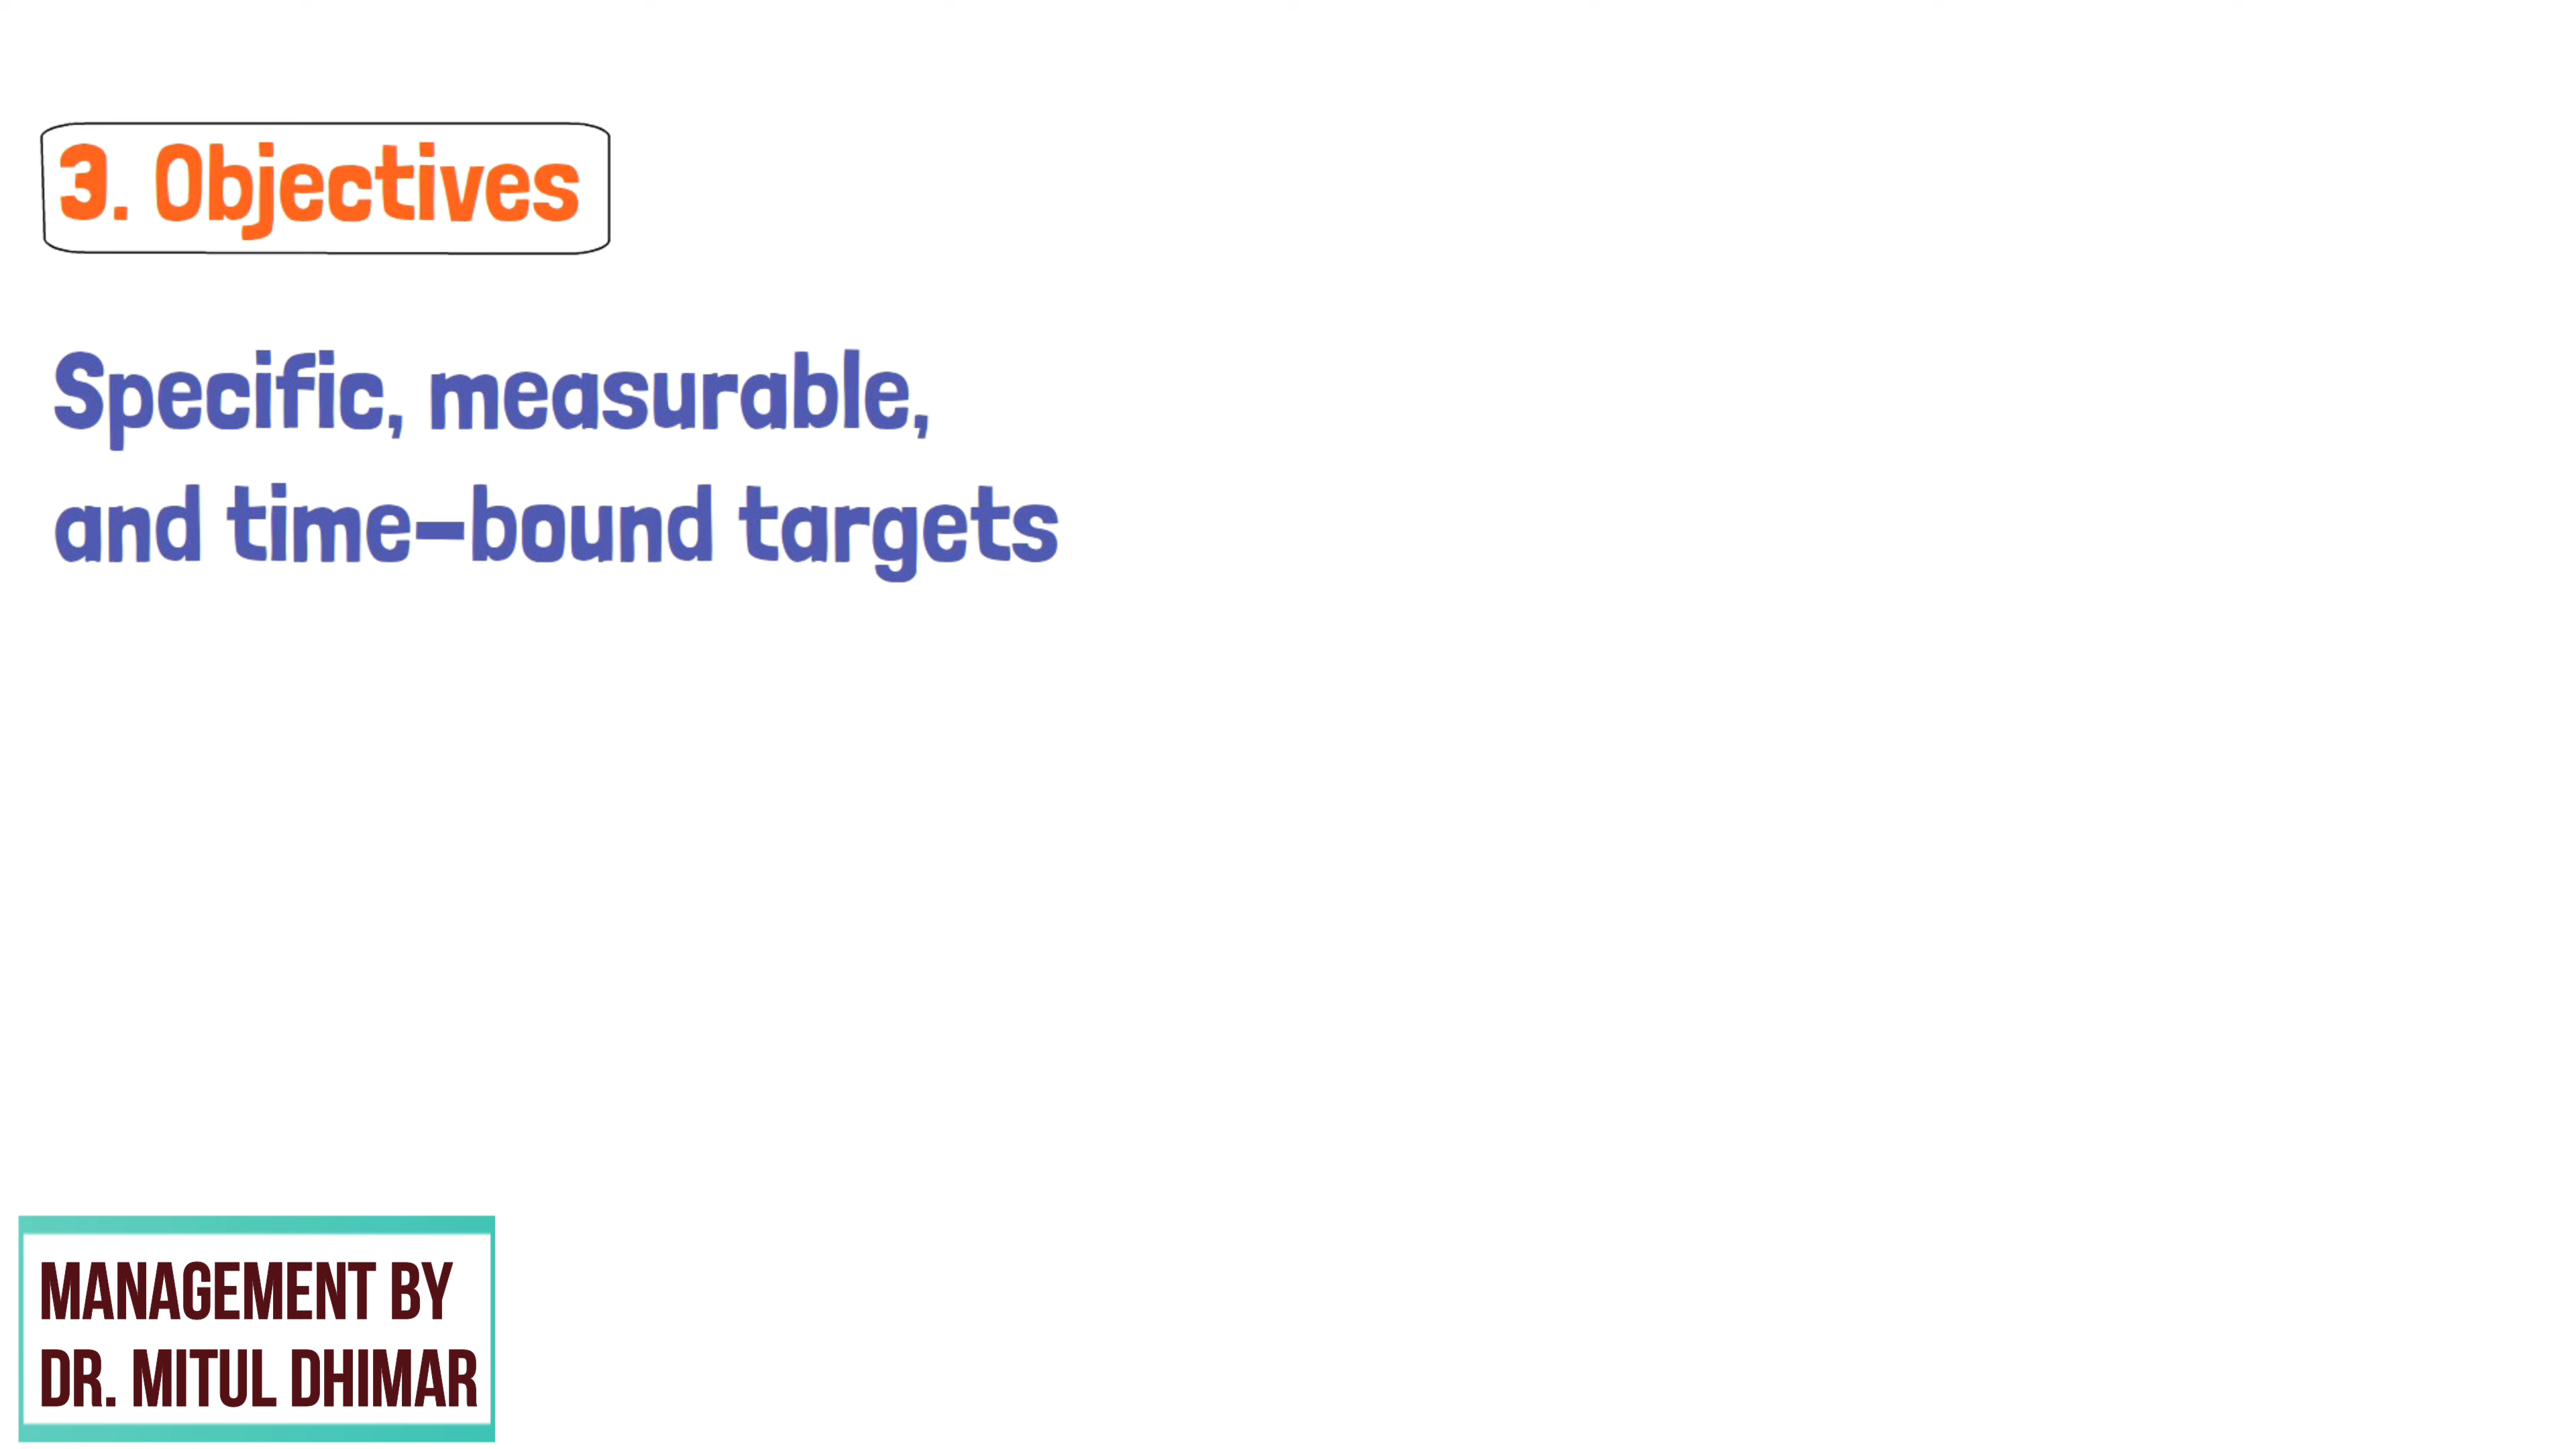 3. Objectives
Specific, measurable,
and time-bound targets
MANAGEMENT BY
DR. MITUL DHIMAR